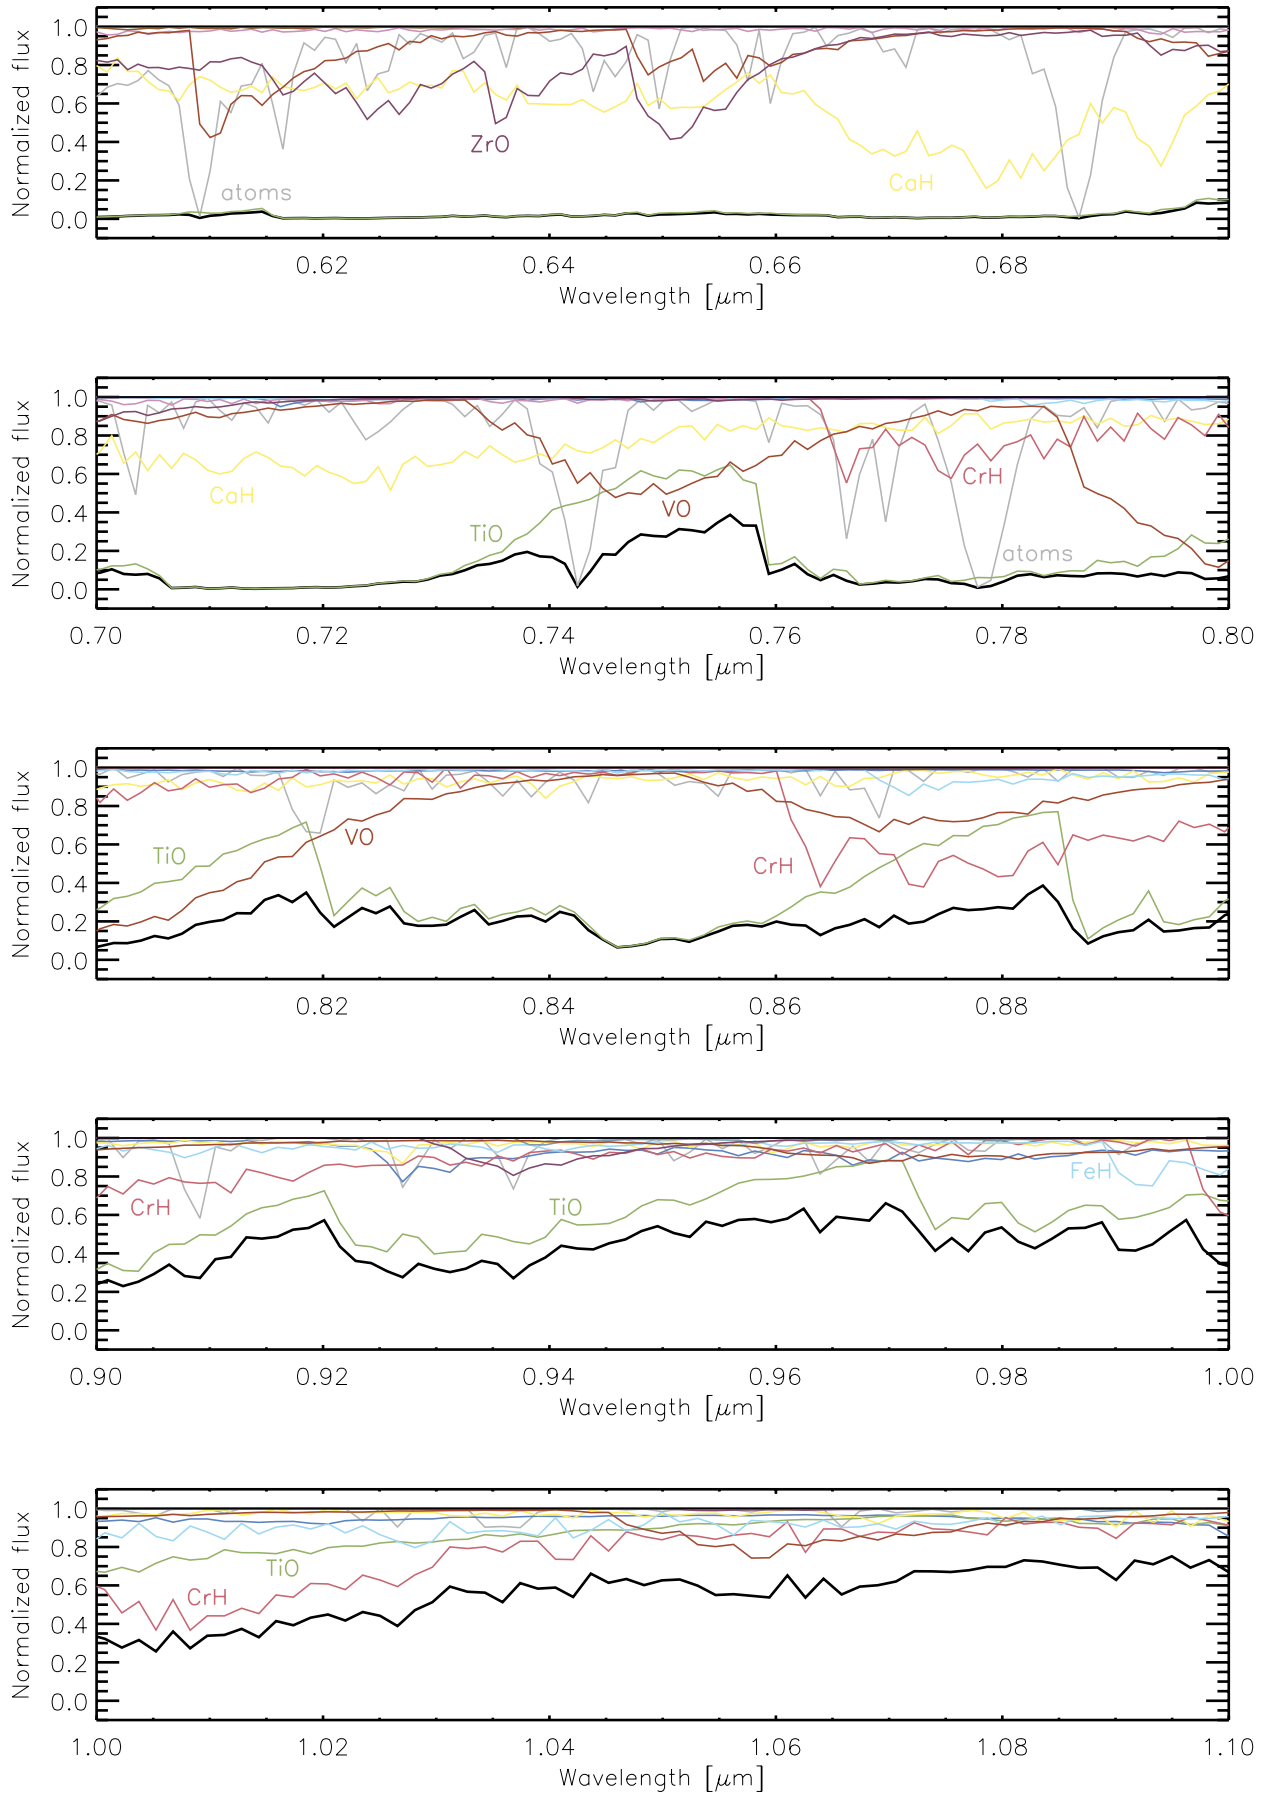 Normalized flux
1.0
0.8
0.6
0.4
0.2
0.0
ZrO
CaH
atoms
0.62 0.64 0.66 0.68
Wavelength [μm]
Normalized flux
1.0
0.8
0.6
0.4
0.2
0.0
CaH
TiO
VO
CrH
atoms
0.70 0.72 0.74 0.76 0.78 0.80
Wavelength [μm]
Normalized flux
1.0
0.8
0.6
0.4
0.2
0.0
TiO
VO
CrH
0.82 0.84 0.86 0.88
Wavelength [μm]
Normalized flux
1.0
0.8
0.6
0.4
0.2
0.0
CrH
TiO
FeH
0.90 0.92 0.94 0.96 0.98 1.00
Wavelength [μm]
Normalized flux
1.0
0.8
0.6
0.4
0.2
0.0
TiO
CrH
1.00 1.02 1.04 1.06 1.08 1.10
Wavelength [μm]